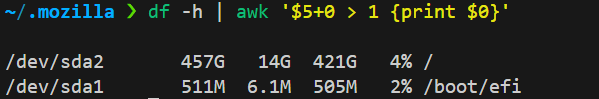 ~/.mozilla ❯ df -h | awk '$5+0 > 1 {print $0}'
/dev/sda2 457G 14G 421G 4% /
/dev/sda1 511M 6.1M 505M 2% /boot/efi